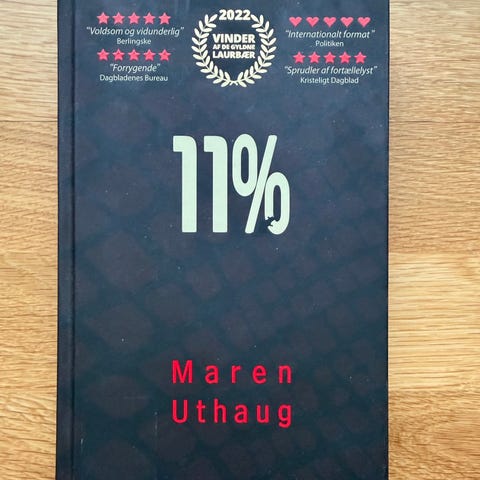 "Voldsom og vidunderlig"
Berlingske
"Forrygende"
Dagbladenes Bureau
2022
VINDER
AF DE GYLDNE
LAURBÆR
"Internationalt format"
Politiken
"Sprudler af fortællelyst"
Kristeligt Dagblad
11%
Maren
Uthaug